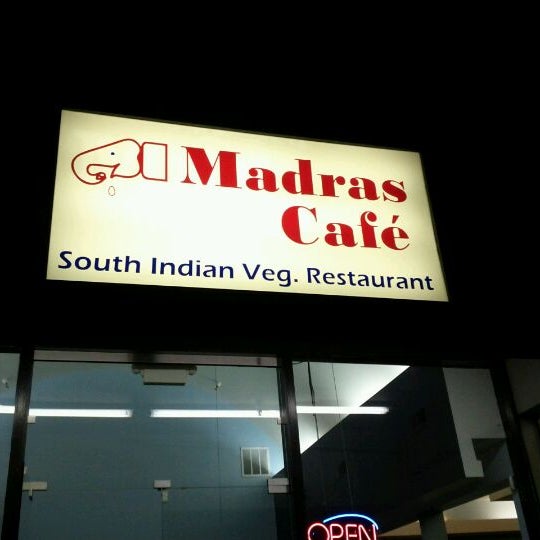 Madras
Café
South Indian Veg. Restaurant
OPEN